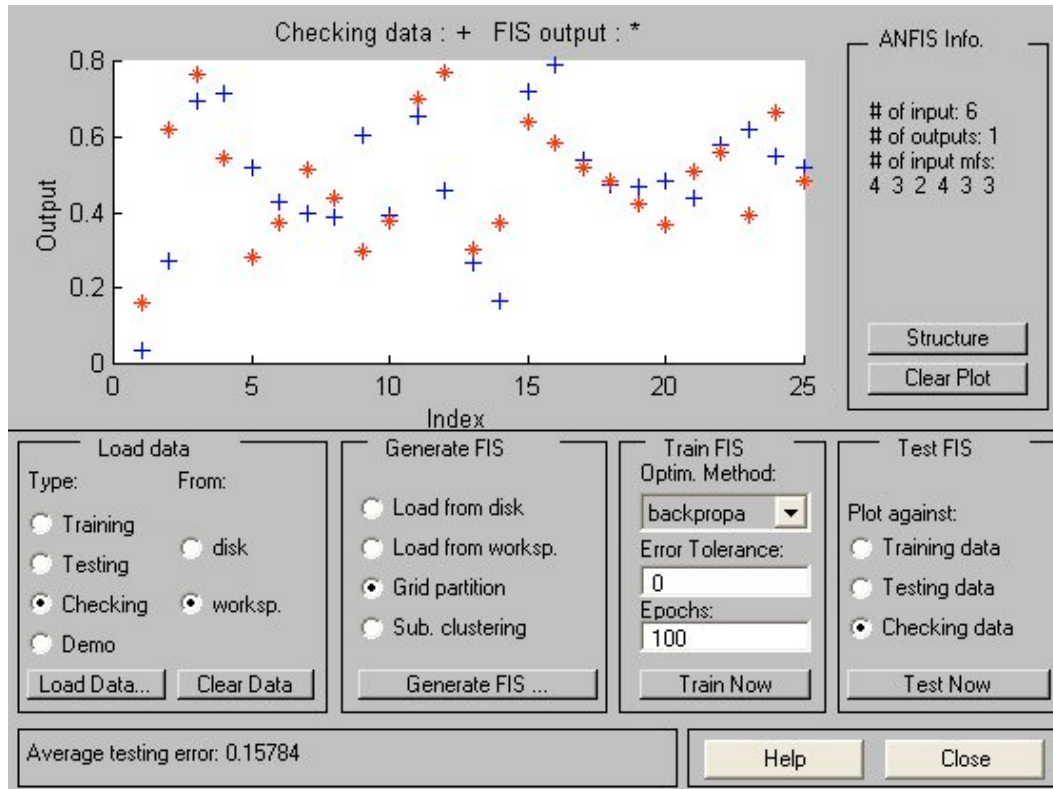 Checking data : + FIS output : *
0.8
0.6
0.4
0.2
0
Output
0 5 10 15 20 25
Index
ANFIS Info.
# of input: 6
# of outputs: 1
# of input mfs:
4 3 2 4 3 3
Structure
Clear Plot
Load data
Type: From:
Training
Testing
Checking
Demo
disk
worksp.
Load Data... Clear Data
Generate FIS
Load from disk
Load from worksp.
Grid partition
Sub. clustering
Generate FIS ...
Train FIS
Optim. Method:
backpropa
Error Tolerance:
0
Epochs:
100
Train Now
Test FIS
Plot against:
Training data
Testing data
Checking data
Test Now
Average testing error: 0.15784
Help
Close